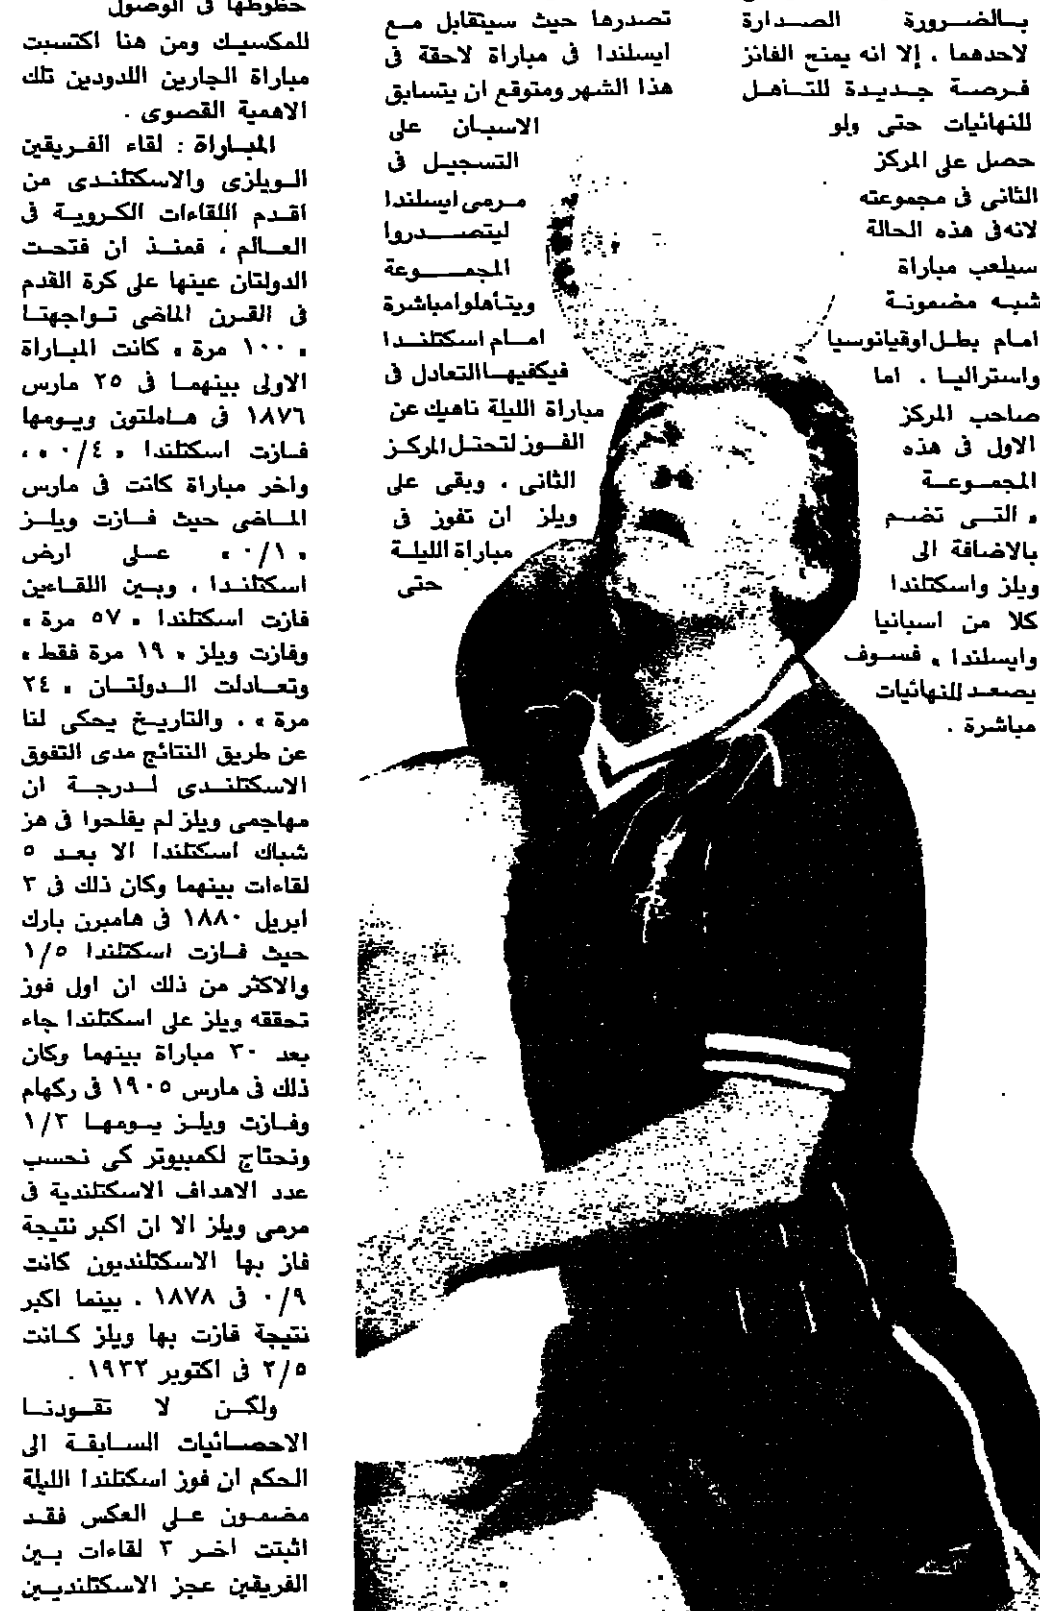 بالضرورة الصدارة
لاحدهما ، إلا انه يمنح الفائز
فرصة جديدة للتأهل
للنهائيات حتى ولو
حصل على المركز
الثانى فى مجموعته
لانه فى هذه الحالة
سيلعب مباراة
شبه مضمونة
امام بطل اوقيانوسيا
واستراليا . اما
صاحب المركز
الاول فى هذه
المجموعة
« التى تضم
بالاضافة الى
ويلز واسكتلندا
كلا من اسبانيا
وايسلندا » فسوف
يصعد للنهائيات
مباشرة .
تصدرها حيث سيتقابل مع
ايسلندا فى مباراة لاحقة فى
هذا الشهر ومتوقع ان يتسابق
الاسبان على
التسجيل فى
مرمى ايسلندا
ليتصدروا
المجموعة
ويتأهلوا مباشرة
امام اسكتلندا
فيكفيها التعادل فى
مباراة الليلة ناهيك عن
الفوز لتحتل المركز
الثانى ، ويقى على
ويلز ان تفوز فى
مباراة الليلة
حتى
حظوظها فى الوصول
للمكسيك ومن هنا اكتسبت
مباراة الجارين اللدودين تلك
الاهمية القصوى .
المباراة : لقاء الفريقين
الويلزى والاسكتلندى من
اقدم اللقاءات الكروية فى
العالم ، فمنذ ان فتحت
الدولتان عينها على كرة القدم
فى القرن الماضى تواجهتا
« ١٠٠ مرة » كانت المباراة
الاولى بينهما فى ٢٥ مارس
١٨٧٦ فى هاملتون ويومها
فازت اسكتلندا « ٠/٤ » ،
واخر مباراة كانت فى مارس
الماضى حيث فازت ويلز
« ٠/١ » على ارض
اسكتلندا ، وبين اللقاءين
فازت اسكتلندا « ٥٧ مرة »
وفازت ويلز « ١٩ مرة فقط »
وتعادلت الدولتان « ٢٤
مرة » . والتاريخ يحكى لنا
عن طريق النتائج مدى التفوق
الاسكتلندى لدرجة ان
مهاجمى ويلز لم يفلحوا فى هز
شباك اسكتلندا الا بعد ٥
لقاءات بينهما وكان ذلك فى ٣
ابريل ١٨٨٠ فى هامبرن بارك
حيث فازت اسكتلندا ١/٥
والاكثر من ذلك ان اول فوز
تحققه ويلز على اسكتلندا جاء
بعد ٣٠ مباراة بينهما وكان
ذلك فى مارس ١٩٠٥ فى ركهام
وفازت ويلز يومها ١/٣
ونحتاج لكمبيوتر كى نحسب
عدد الاهداف الاسكتلندية فى
مرمى ويلز الا ان اكبر نتيجة
فاز بها الاسكتلنديون كانت
٠/٩ فى ١٨٧٨ . بينما اكبر
نتيجة فازت بها ويلز كانت
٢/٥ فى اكتوبر ١٩٣٢ .
ولكن لا تقودنا
الاحصائيات السابقة الى
الحكم ان فوز اسكتلندا الليلة
مضمون على العكس فقد
اثبتت اخر ٣ لقاءات بين
الفريقين عجز الاسكتلنديين